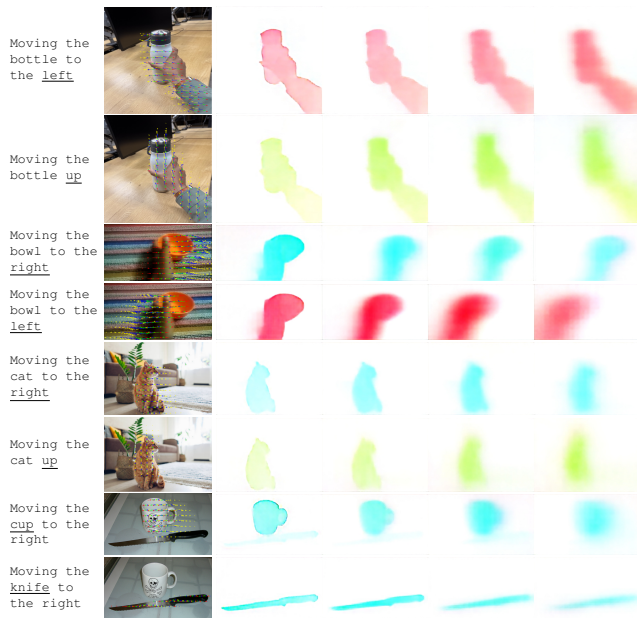 Moving the
bottle to
the left
Moving the
bottle up
Moving the
bowl to the
right
Moving the
bowl to the
left
Moving the
cat to the
right
Moving the
cat up
Moving the
cup to the
right
Moving the
knife to
the right